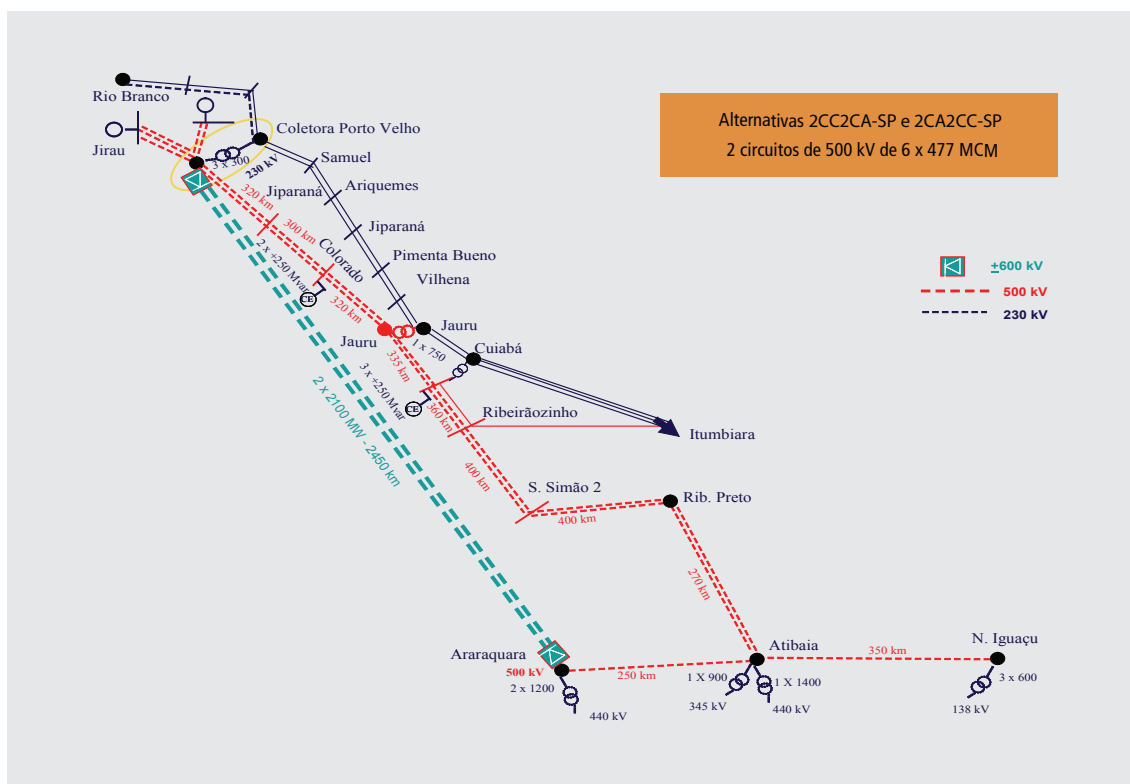 Alternativas 2CC2CA-SP e 2CA2CC-SP
2 circuitos de 500 kV de 6 x 477 MCM
Rio Branco
Jirau
Coletora Porto Velho
3 x 300
230 kV
Samuel
Jiparaná
Ariquemes
320 km
300 km
Jiparaná
Colorado
2 x +250 Mvar
CE
Pimenta Bueno
Vilhena
320 km
±600 kV
500 kV
230 kV
Jauru
Jauru
1 x 750
Cuiabá
335 km
3 x +250 Mvar
CE
360 km
Ribeirãozinho
Itumbiara
2 x 2100 MW - 2450 km
400 km
S. Simão 2
400 km
Rib. Preto
270 km
Araraquara
500 kV
2 x 1200
440 kV
250 km
Atibaia
1 X 900
345 kV
1 X 1400
440 kV
350 km
N. Iguaçu
3 x 600
138 kV